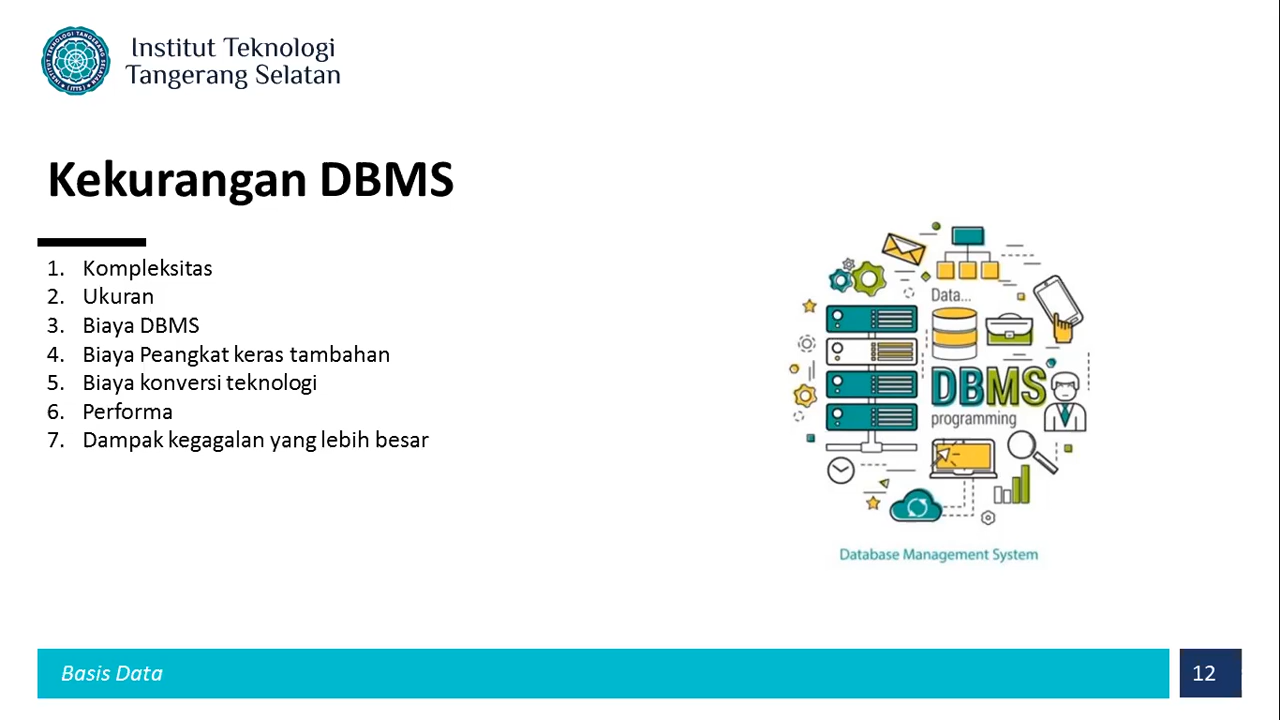 Institut Teknologi
Tangerang Selatan
Kekurangan DBMS
1. Kompleksitas
2. Ukuran
3. Biaya DBMS
4. Biaya Peangkat keras tambahan
5. Biaya konversi teknologi
6. Performa
7. Dampak kegagalan yang lebih besar
Data...
DBMS
programming
Database Management System
Basis Data
12